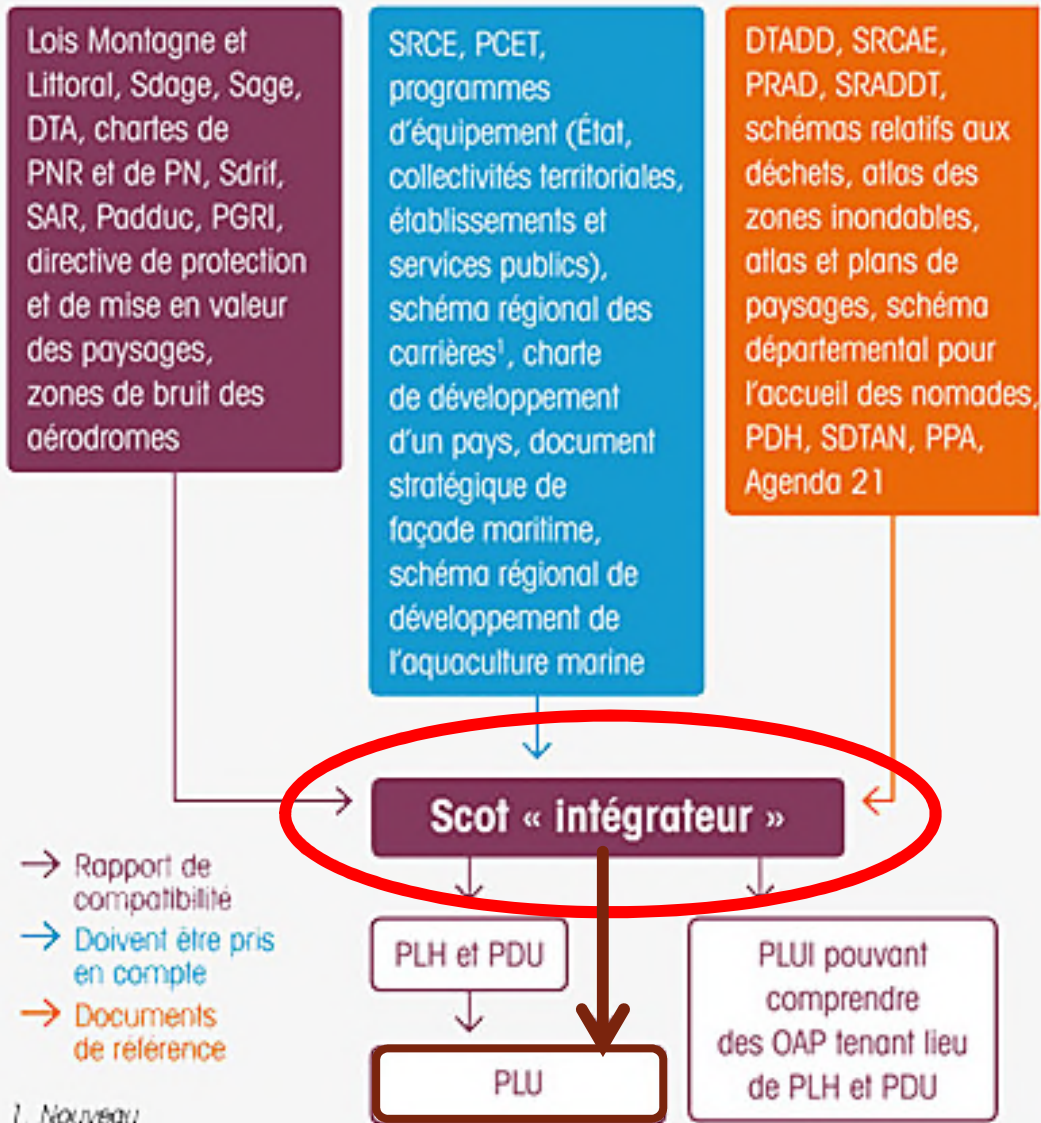 Lois Montagne et
Littoral, Sdage, Sage,
DTA, chartes de
PNR et de PN, Sdrif,
SAR, Padduc, PGRI,
directive de protection
et de mise en valeur
des paysages,
zones de bruit des
aérodromes
SRCE, PCET,
programmes
d'équipement (État,
collectivités territoriales,
établissements et
services publics),
schéma régional des
carrières¹, charte
de développement
d'un pays, document
stratégique de
façade maritime,
schéma régional de
développement de
l'aquaculture marine
DTADD, SRCAE,
PRAD, SRADDT,
schémas relatifs aux
déchets, atlas des
zones inondables,
atlas et plans de
paysages, schéma
départemental pour
l'accueil des nomades,
PDH, SDTAN, PPA,
Agenda 21
Scot « intégrateur »
Rapport de
compatibilité
Doivent être pris
en compte
Documents
de référence
PLH et PDU
PLU
PLUI pouvant
comprendre
des OAP tenant lieu
de PLH et PDU
1. Nouveau